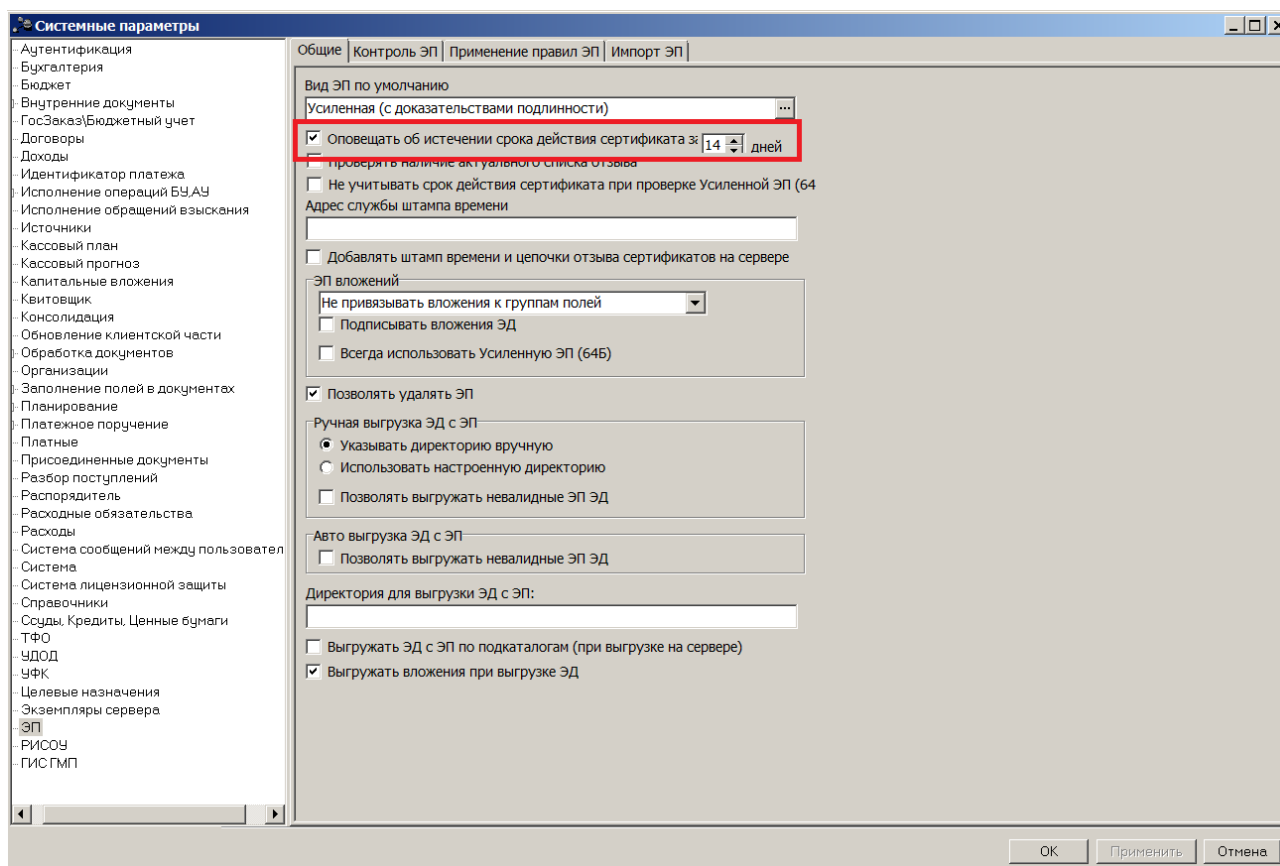 Системные параметры
Аутентификация
Бухгалтерия
Бюджет
Внутренние документы
ГосЗаказ\Бюджетный учет
Договоры
Доходы
Идентификатор платежа
Исполнение операций БУ,АУ
Исполнение обращений взыскания
Источники
Кассовый план
Кассовый прогноз
Капитальные вложения
Квитовщик
Консолидация
Обновление клиентской части
Обработка документов
Организации
Заполнение полей в документах
Планирование
Платежное поручение
Платные
Присоединенные документы
Разбор поступлений
Распорядитель
Расходные обязательства
Расходы
Система сообщений между пользовател
Система
Система лицензионной защиты
Справочники
Ссуды, Кредиты, Ценные бумаги
ТФО
УДОД
УФК
Целевые назначения
Экземпляры сервера
ЭП
РИСОУ
ГИС ГМП
Общие Контроль ЭП Применение правил ЭП Импорт ЭП
Вид ЭП по умолчанию
Усиленная (с доказательствами подлинности) ...
Оповещать об истечении срока действия сертификата за 14 дней
Проверять наличие актуального списка отзыва
Не учитывать срок действия сертификата при проверке Усиленной ЭП (64
Адрес службы штампа времени
Добавлять штамп времени и цепочки отзыва сертификатов на сервере
ЭП вложений
Не привязывать вложения к группам полей
Подписывать вложения ЭД
Всегда использовать Усиленную ЭП (64Б)
Позволять удалять ЭП
Ручная выгрузка ЭД с ЭП
Указывать директорию вручную
Использовать настроенную директорию
Позволять выгружать невалидные ЭП ЭД
Авто выгрузка ЭД с ЭП
Позволять выгружать невалидные ЭП ЭД
Директория для выгрузки ЭД с ЭП:
Выгружать ЭД с ЭП по подкаталогам (при выгрузке на сервере)
Выгружать вложения при выгрузке ЭД
OK Применить Отмена